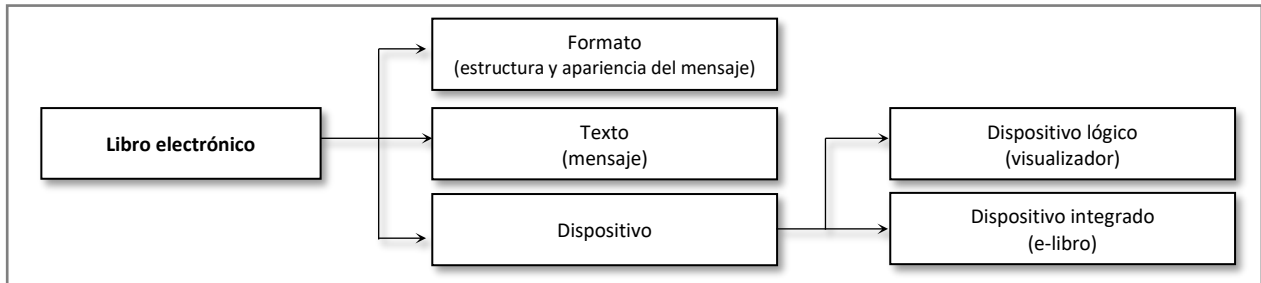 Formato
(estructura y apariencia del mensaje)
Libro electrónico
Texto
(mensaje)
Dispositivo lógico
(visualizador)
Dispositivo
Dispositivo integrado
(e-libro)